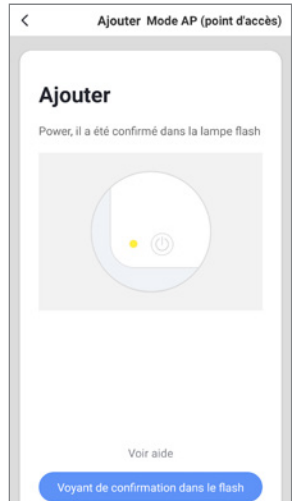 Ajouter Mode AP (point d'accès)
Ajouter
Power, il a été confirmé dans la lampe flash
Voir aide
Voyant de confirmation dans le flash